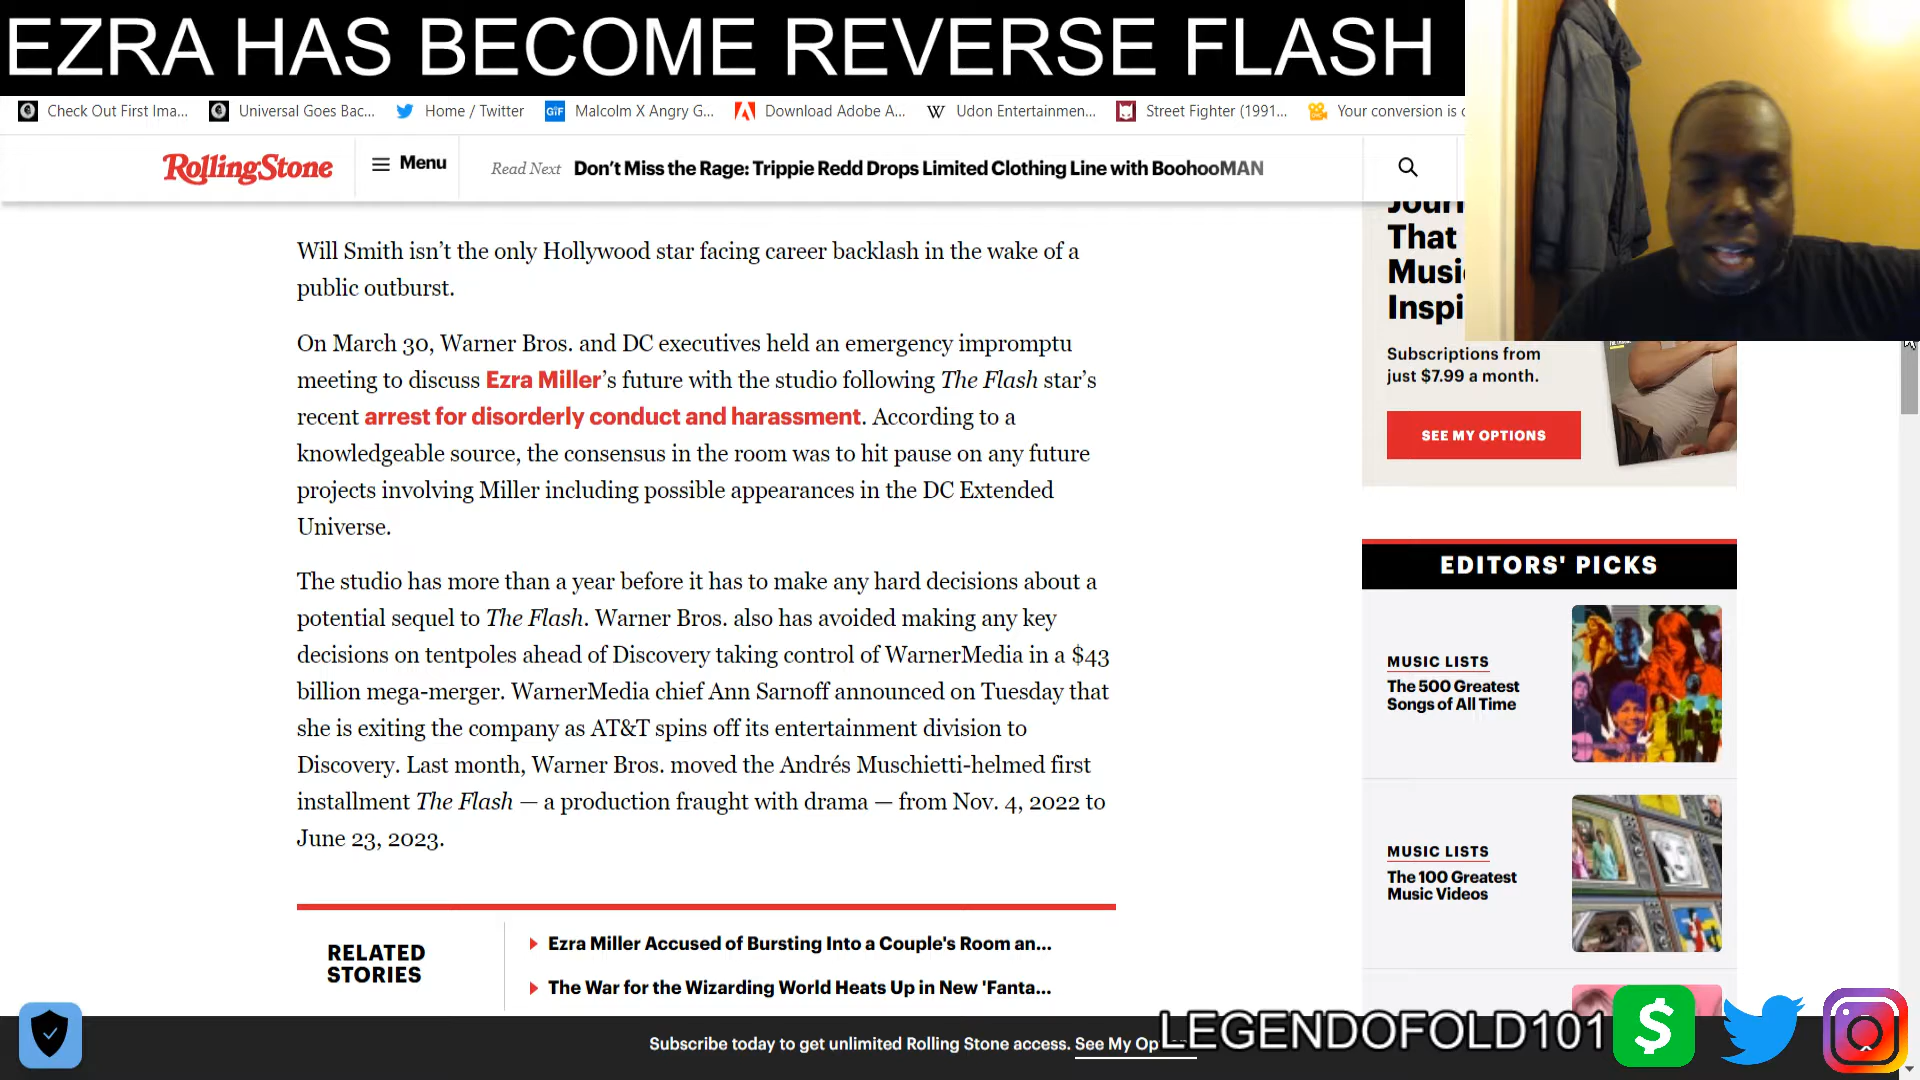 EZRA HAS BECOME REVERSE FLASH
Check Out First Ima...
Universal Goes Bac...
Home / Twitter
GIF
Malcolm X Angry G...
Download Adobe A...
W
Udon Entertainmen...
Street Fighter (1991...
Your conversion is c
RollingStone
Menu
Read Next
Don't Miss the Rage: Trippie Redd Drops Limited Clothing Line with BoohooMAN
Will Smith isn't the only Hollywood star facing career backlash in the wake of a
public outburst.
On March 30, Warner Bros. and DC executives held an emergency impromptu
meeting to discuss Ezra Miller's future with the studio following The Flash star's
recent arrest for disorderly conduct and harassment. According to a
knowledgeable source, the consensus in the room was to hit pause on any future
projects involving Miller including possible appearances in the DC Extended
Universe.
The studio has more than a year before it has to make any hard decisions about a
potential sequel to The Flash. Warner Bros. also has avoided making any key
decisions on tentpoles ahead of Discovery taking control of WarnerMedia in a $43
billion mega-merger. WarnerMedia chief Ann Sarnoff announced on Tuesday that
she is exiting the company as AT&T spins off its entertainment division to
Discovery. Last month, Warner Bros. moved the Andrés Muschietti-helmed first
installment The Flash — a production fraught with drama — from Nov. 4, 2022 to
June 23, 2023.
RELATED
STORIES
Ezra Miller Accused of Bursting Into a Couple's Room an...
The War for the Wizarding World Heats Up in New 'Fanta...
That
Musi
Inspi
Subscriptions from
just $7.99 a month.
SEE MY OPTIONS
EDITORS' PICKS
MUSIC LISTS
The 500 Greatest
Songs of All Time
MUSIC LISTS
The 100 Greatest
Music Videos
Subscribe today to get unlimited Rolling Stone access. See My Op
LEGENDOFOLD101
$